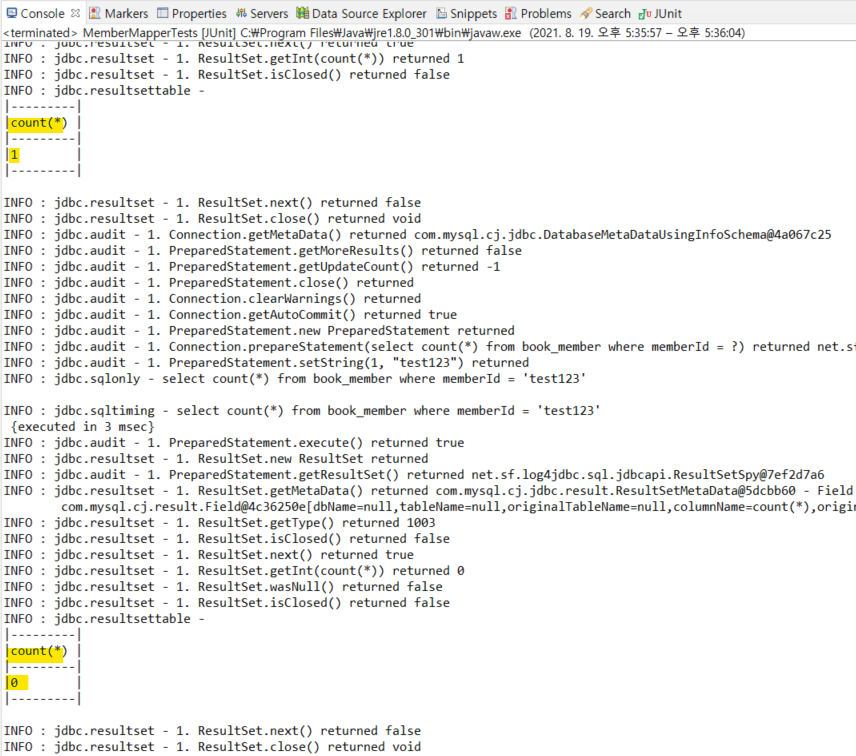 Console Markers Properties Servers Data Source Explorer Snippets Problems Search JUnit
<terminated> MemberMapperTests [JUnit] C:₩Program Files₩Java₩jre1.8.0_301₩bin₩javaw.exe (2021. 8. 19. 오후 5:35:57 – 오후 5:36:04)
INFO : jdbc.resultset - 1. ResultSet.next() returned true
INFO : jdbc.resultset - 1. ResultSet.getInt(count(*)) returned 1
INFO : jdbc.resultset - 1. ResultSet.isClosed() returned false
INFO : jdbc.resultsettable -
|---------|
|count(*) |
|---------|
|1        |
|---------|
INFO : jdbc.resultset - 1. ResultSet.next() returned false
INFO : jdbc.resultset - 1. ResultSet.close() returned void
INFO : jdbc.audit - 1. Connection.getMetaData() returned com.mysql.cj.jdbc.DatabaseMetaDataUsingInfoSchema@4a067c25
INFO : jdbc.audit - 1. PreparedStatement.getMoreResults() returned false
INFO : jdbc.audit - 1. PreparedStatement.getUpdateCount() returned -1
INFO : jdbc.audit - 1. PreparedStatement.close() returned
INFO : jdbc.audit - 1. Connection.clearWarnings() returned
INFO : jdbc.audit - 1. Connection.getAutoCommit() returned true
INFO : jdbc.audit - 1. PreparedStatement.new PreparedStatement returned
INFO : jdbc.audit - 1. Connection.prepareStatement(select count(*) from book_member where memberId = ?) returned net.sf
INFO : jdbc.audit - 1. PreparedStatement.setString(1, "test123") returned
INFO : jdbc.sqlonly - select count(*) from book_member where memberId = 'test123'
INFO : jdbc.sqltiming - select count(*) from book_member where memberId = 'test123'
{executed in 3 msec}
INFO : jdbc.audit - 1. PreparedStatement.execute() returned true
INFO : jdbc.resultset - 1. ResultSet.new ResultSet returned
INFO : jdbc.audit - 1. PreparedStatement.getResultSet() returned net.sf.log4jdbc.sql.jdbcapi.ResultSetSpy@7ef2d7a6
INFO : jdbc.resultset - 1. ResultSet.getMetaData() returned com.mysql.cj.jdbc.result.ResultSetMetaData@5dcbb60 - Field
com.mysql.cj.result.Field@4c36250e[dbName=null,tableName=null,originalTableName=null,columnName=count(*),origin
INFO : jdbc.resultset - 1. ResultSet.getType() returned 1003
INFO : jdbc.resultset - 1. ResultSet.isClosed() returned false
INFO : jdbc.resultset - 1. ResultSet.next() returned true
INFO : jdbc.resultset - 1. ResultSet.getInt(count(*)) returned 0
INFO : jdbc.resultset - 1. ResultSet.wasNull() returned false
INFO : jdbc.resultset - 1. ResultSet.isClosed() returned false
INFO : jdbc.resultsettable -
|---------|
|count(*) |
|---------|
|0        |
|---------|
INFO : jdbc.resultset - 1. ResultSet.next() returned false
INFO : jdbc.resultset - 1. ResultSet.close() returned void